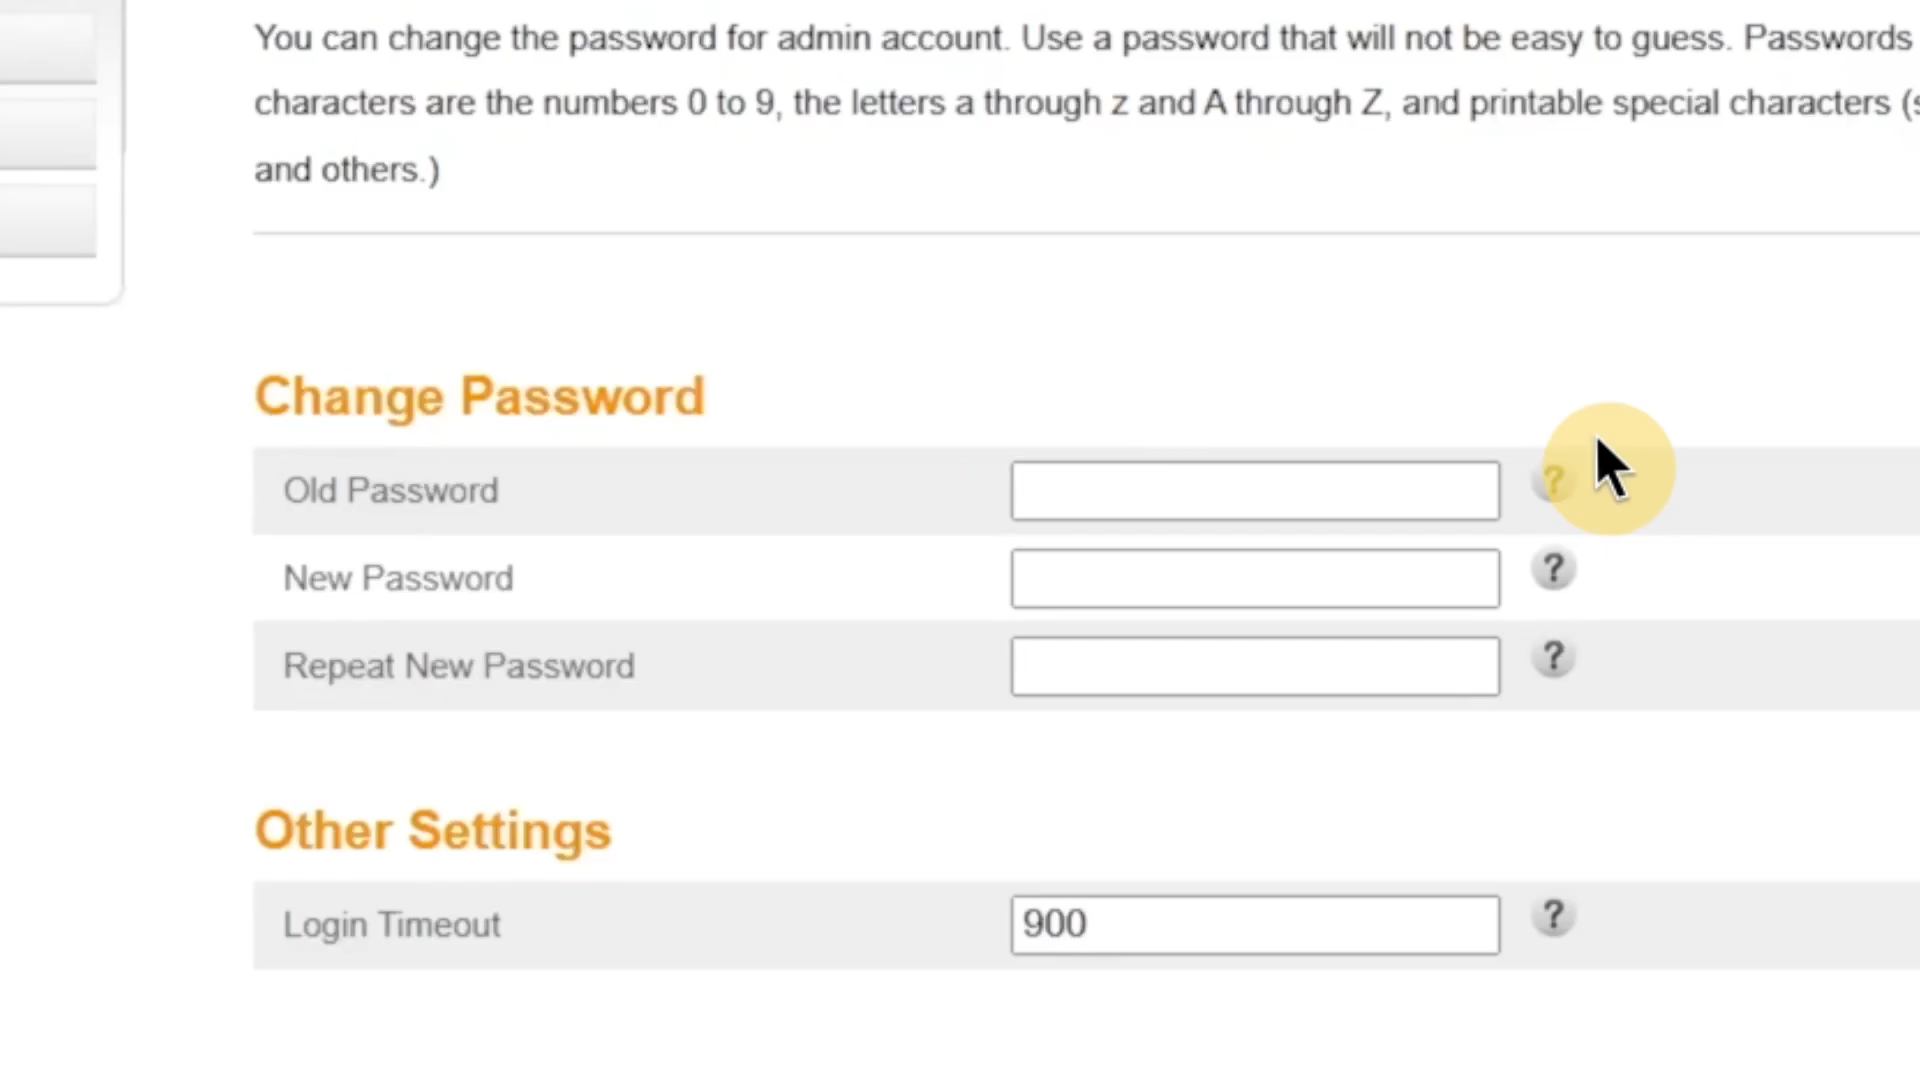 You can change the password for admin account. Use a password that will not be easy to guess. Passwords
characters are the numbers 0 to 9, the letters a through z and A through Z, and printable special characters (s
and others.)
Change Password
Old Password ?
New Password ?
Repeat New Password ?
Other Settings
Login Timeout 900 ?